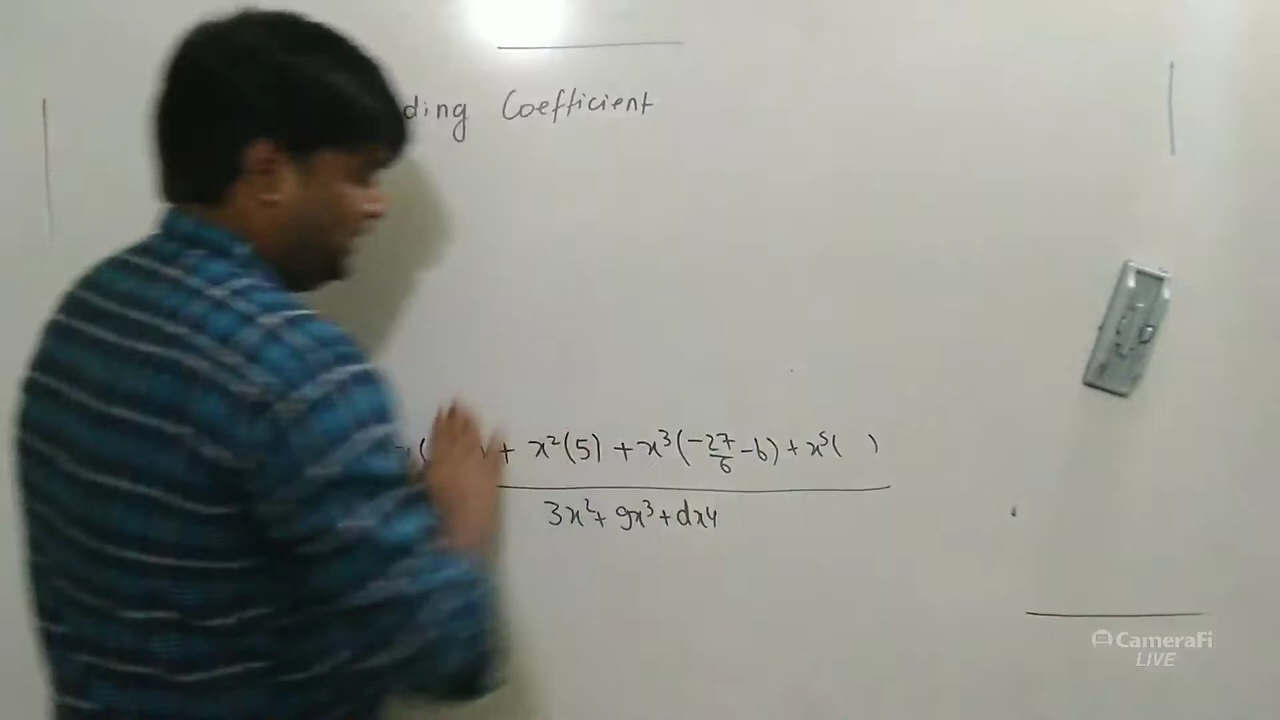 ding Coefficient
+ x²(5) + x³(-27/6 - b) + x⁵( )
3x² + 9x³ + dx4
CameraFi
LIVE